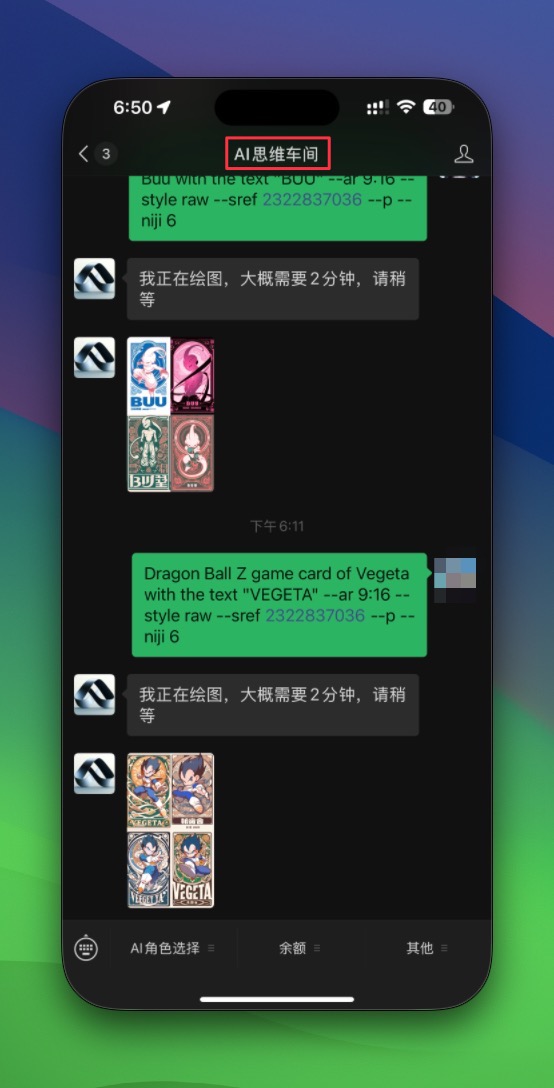 6:50
40
3
AI思维车间
Buu with the text "BUU" --ar 9:16 --
style raw --sref 2322837036 --p --
niji 6
我正在绘图，大概需要2分钟，请稍
等
BUU
BUU
下午6:11
Dragon Ball Z game card of Vegeta
with the text "VEGETA" --ar 9:16 --
style raw --sref 2322837036 --p --
niji 6
我正在绘图，大概需要2分钟，请稍
等
VEGETA
VEGETA
AI角色选择
余额
其他